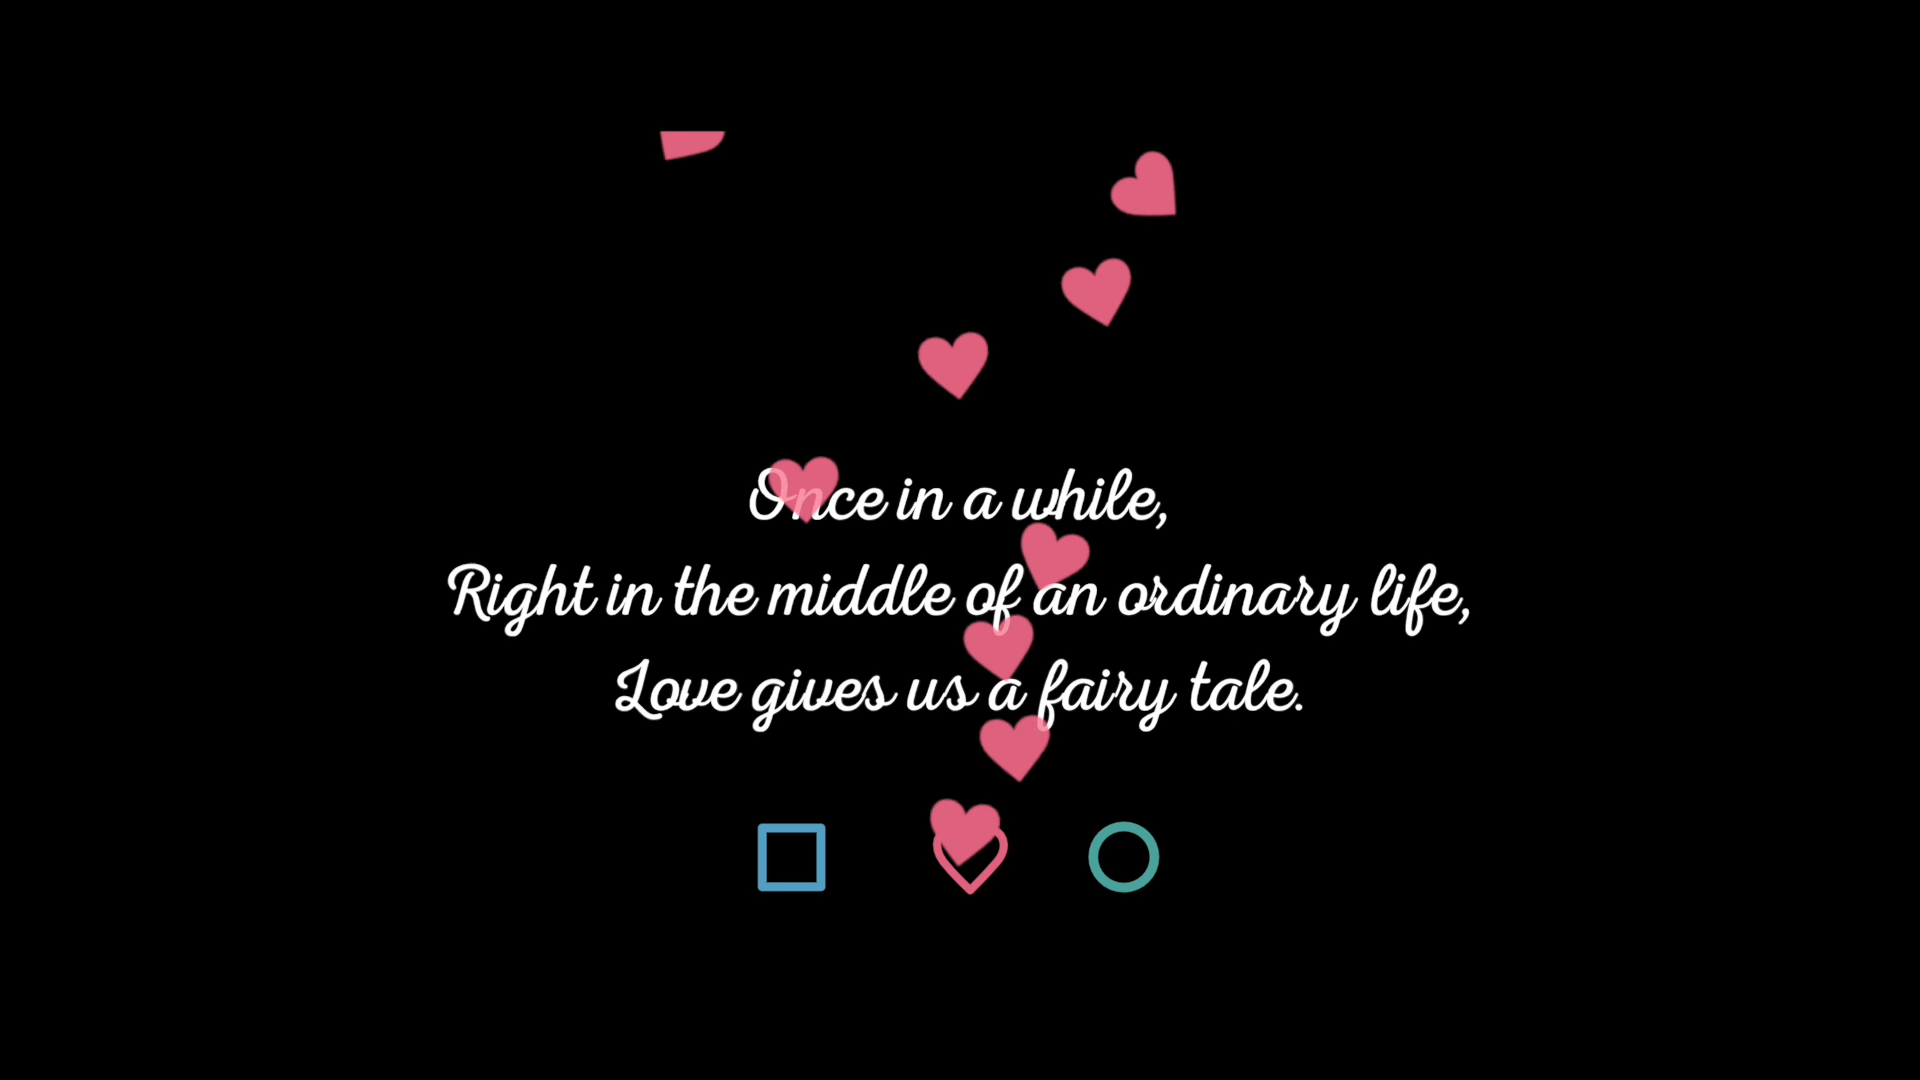 Once in a while,
Right in the middle of an ordinary life,
Love gives us a fairy tale.